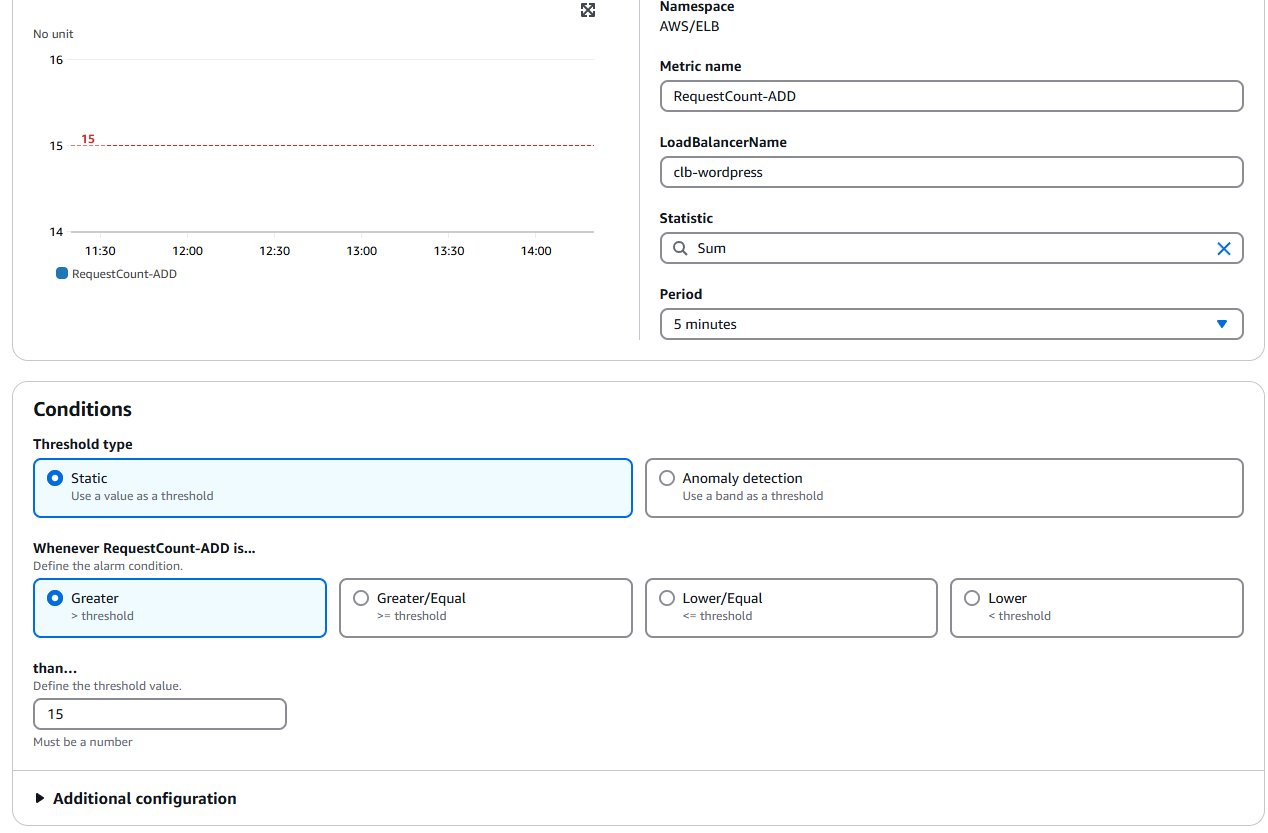 No unit
16
15
15
14
11:30 12:00 12:30 13:00 13:30 14:00
RequestCount-ADD
Namespace
AWS/ELB
Metric name
RequestCount-ADD
LoadBalancerName
clb-wordpress
Statistic
Sum
Period
5 minutes
Conditions
Threshold type
Static
Use a value as a threshold
Anomaly detection
Use a band as a threshold
Whenever RequestCount-ADD is...
Define the alarm condition.
Greater
> threshold
Greater/Equal
>= threshold
Lower/Equal
<= threshold
Lower
< threshold
than...
Define the threshold value.
15
Must be a number
Additional configuration